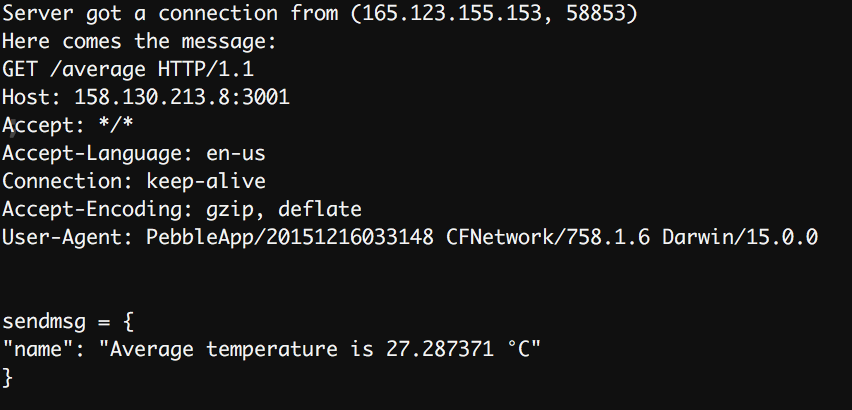 Server got a connection from (165.123.155.153, 58853)
Here comes the message:
GET /average HTTP/1.1
Host: 158.130.213.8:3001
Accept: */*
Accept-Language: en-us
Connection: keep-alive
Accept-Encoding: gzip, deflate
User-Agent: PebbleApp/20151216033148 CFNetwork/758.1.6 Darwin/15.0.0
sendmsg = {
"name": "Average temperature is 27.287371 °C"
}